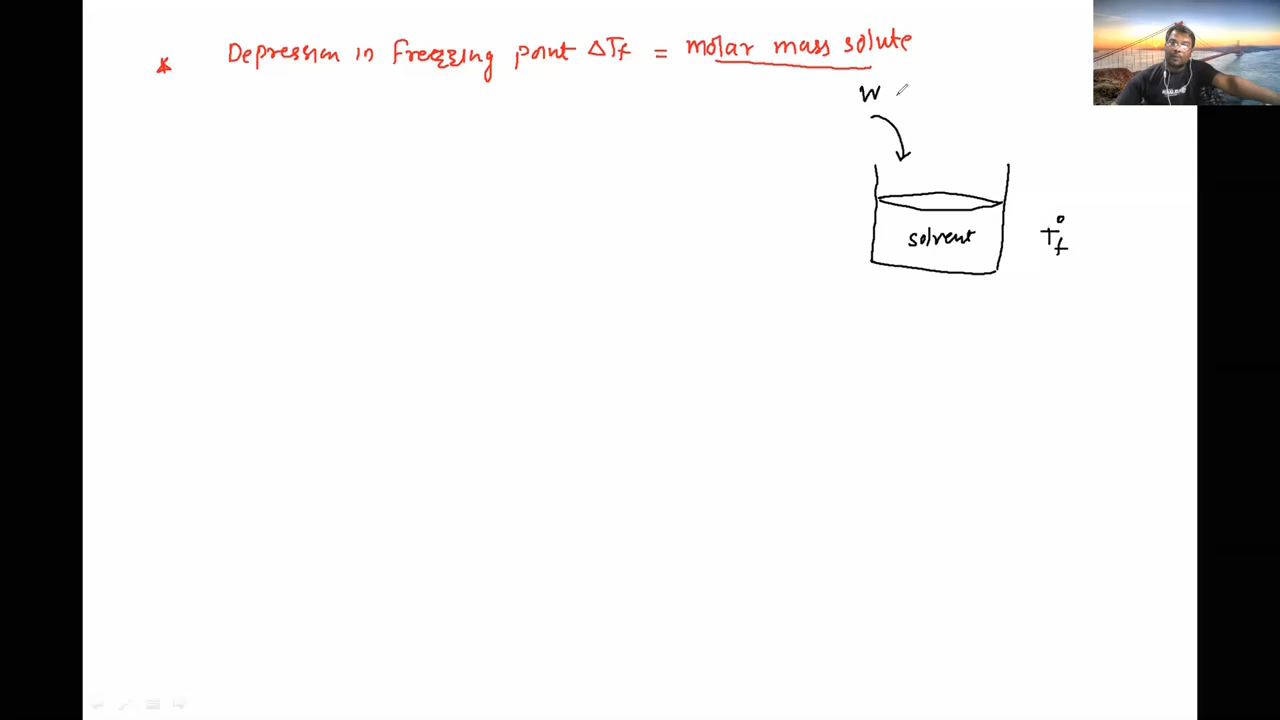 * Depression in freezing point ΔTf = molar mass solute
W
solvent
T°f